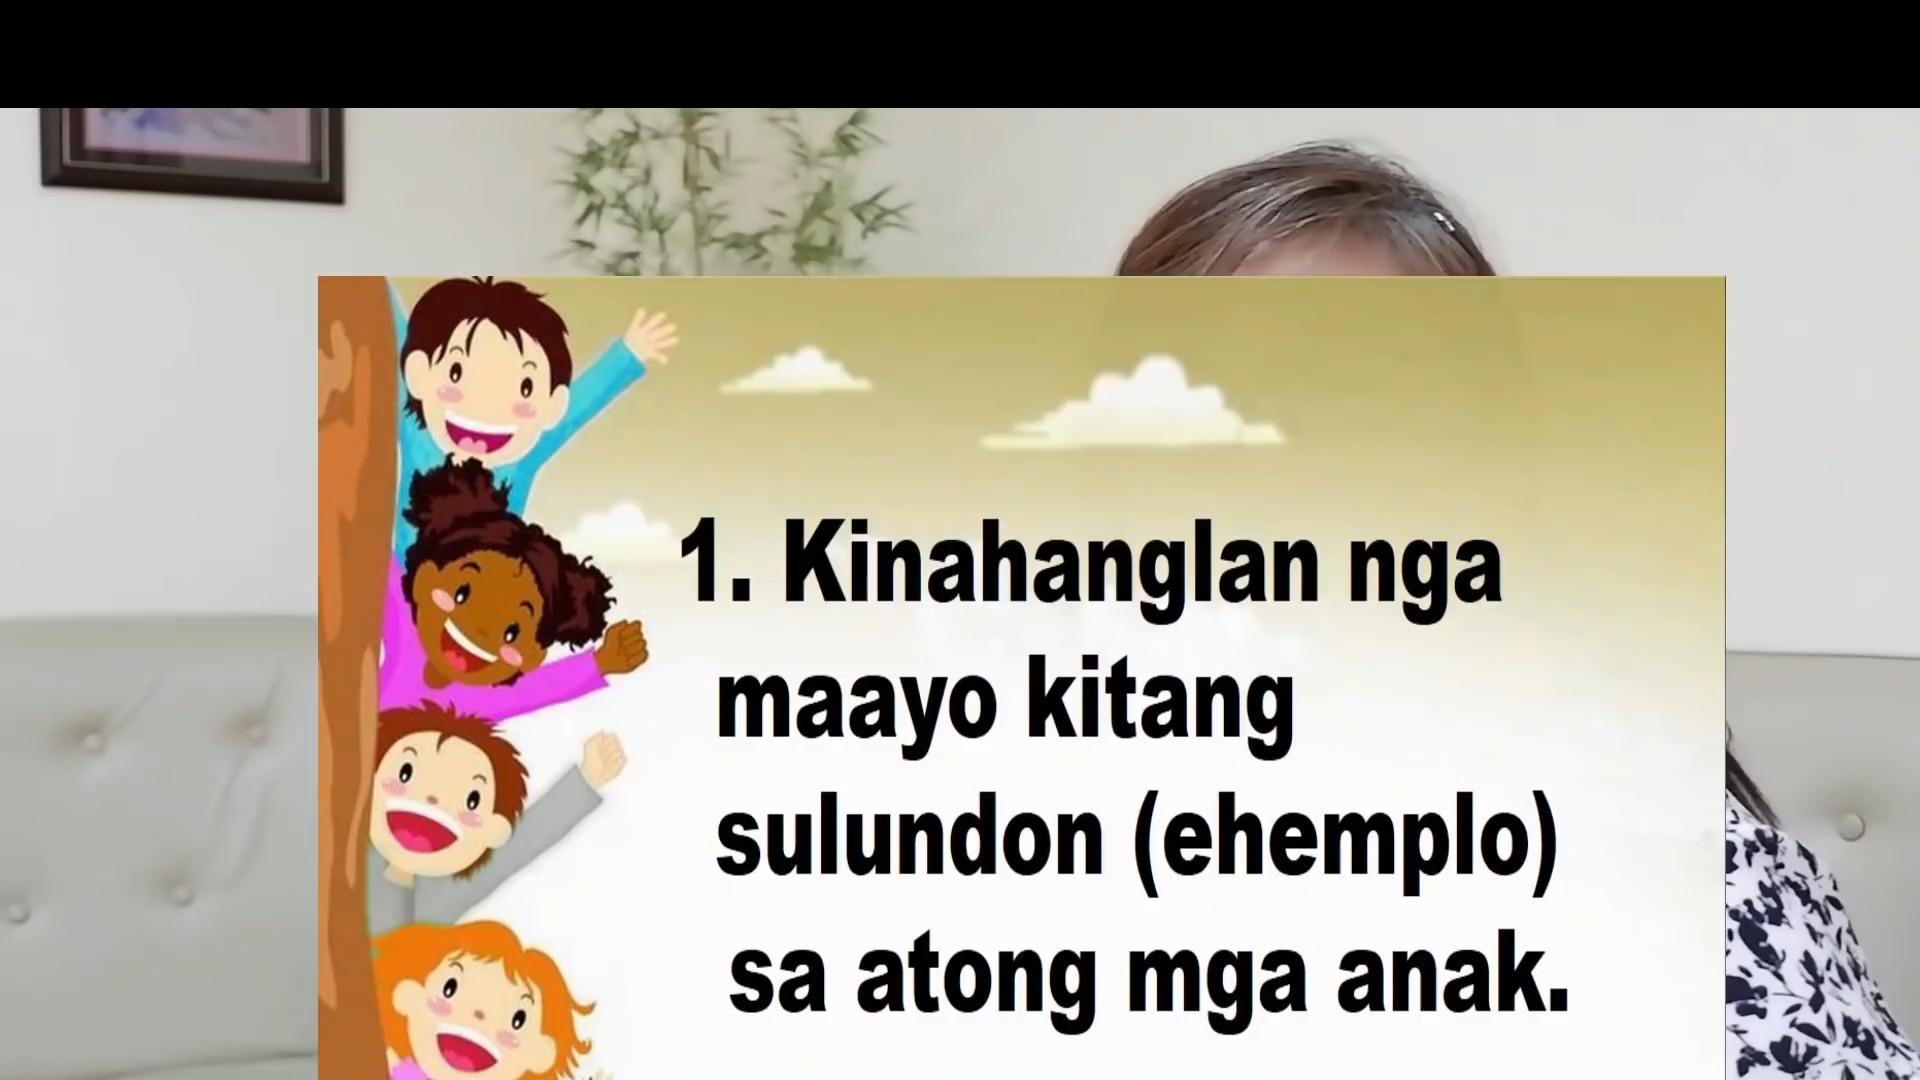 1. Kinahanglan nga
maayo kitang
sulundon (ehemplo)
sa atong mga anak.